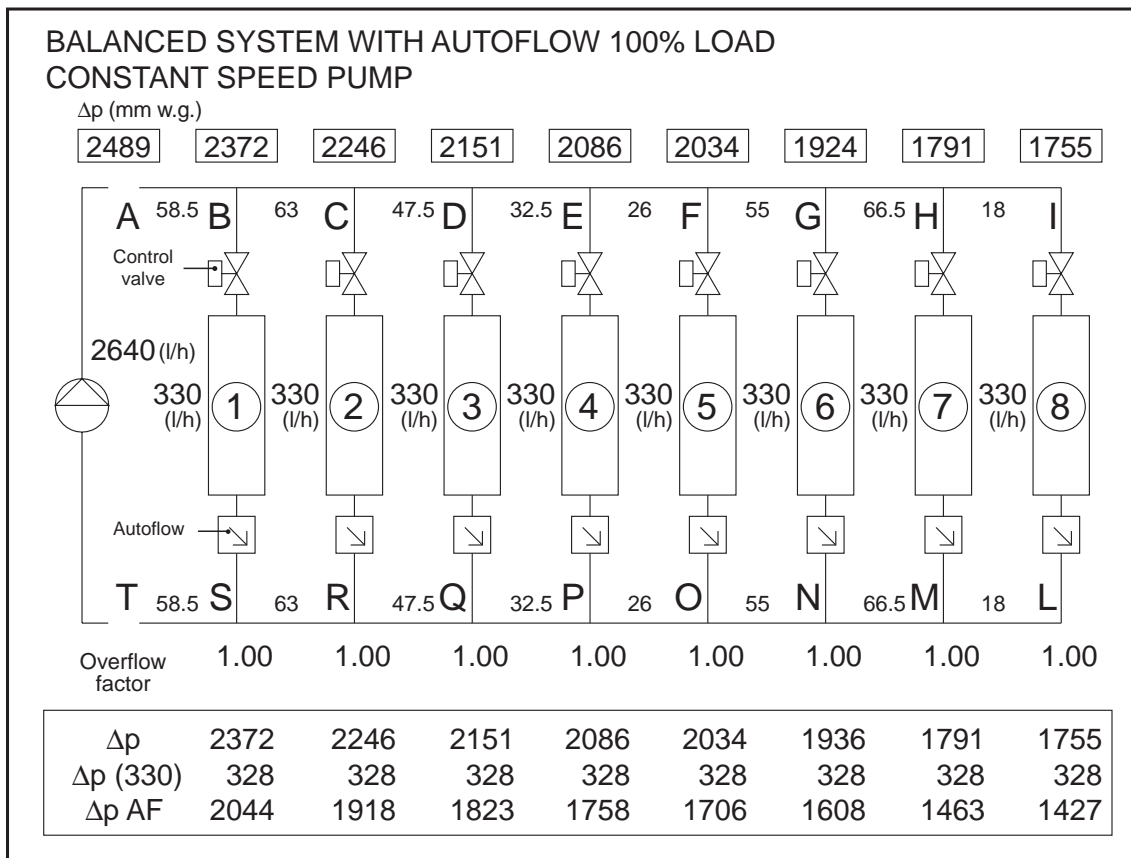 BALANCED SYSTEM WITH AUTOFLOW 100% LOAD
CONSTANT SPEED PUMP
Δp (mm w.g.)
2489 2372 2246 2151 2086 2034 1924 1791 1755
A 58.5 B 63 C 47.5 D 32.5 E 26 F 55 G 66.5 H 18 I
Control
valve
2640 (l/h)
330 1 330 2 330 3 330 4 330 5 330 6 330 7 330 8
(l/h) (l/h) (l/h) (l/h) (l/h) (l/h) (l/h) (l/h)
Autoflow
T 58.5 S 63 R 47.5 Q 32.5 P 26 O 55 N 66.5 M 18 L
Overflow 1.00 1.00 1.00 1.00 1.00 1.00 1.00 1.00
factor
Δp 2372 2246 2151 2086 2034 1936 1791 1755
Δp (330) 328 328 328 328 328 328 328 328
Δp AF 2044 1918 1823 1758 1706 1608 1463 1427